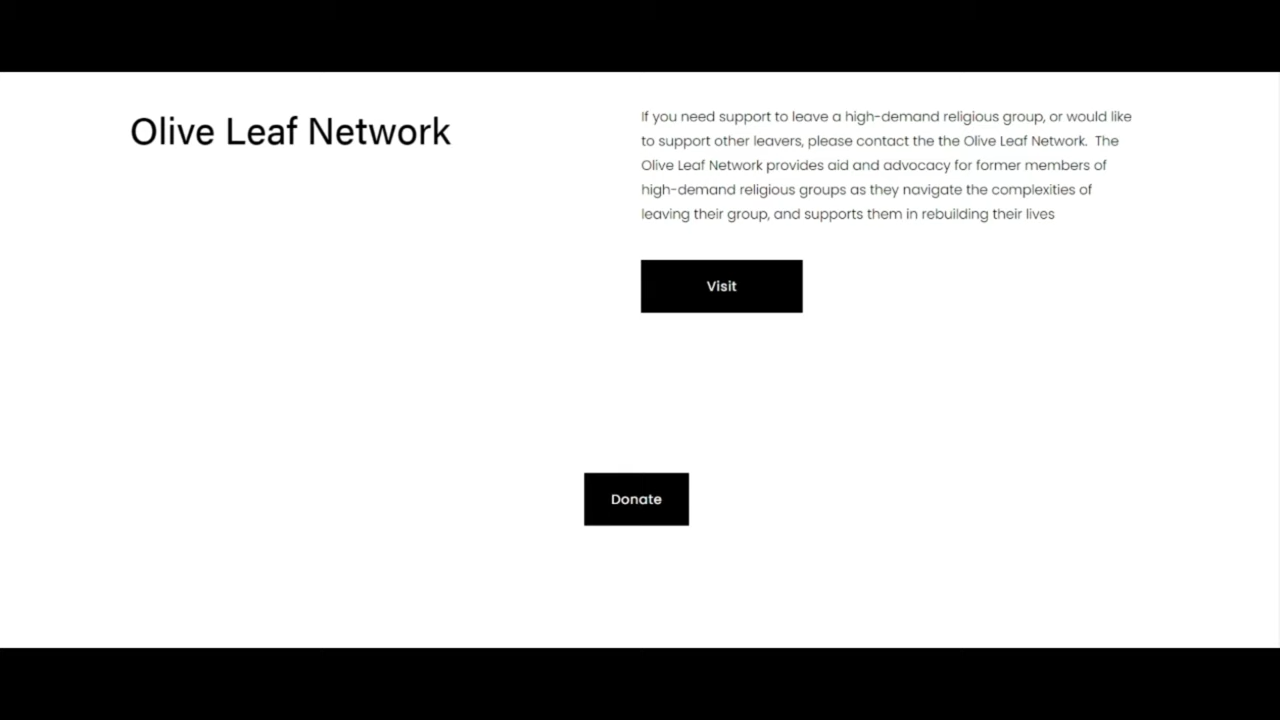 Olive Leaf Network
If you need support to leave a high-demand religious group, or would like
to support other leavers, please contact the the Olive Leaf Network.  The
Olive Leaf Network provides aid and advocacy for former members of
high-demand religious groups as they navigate the complexities of
leaving their group, and supports them in rebuilding their lives
Visit
Donate